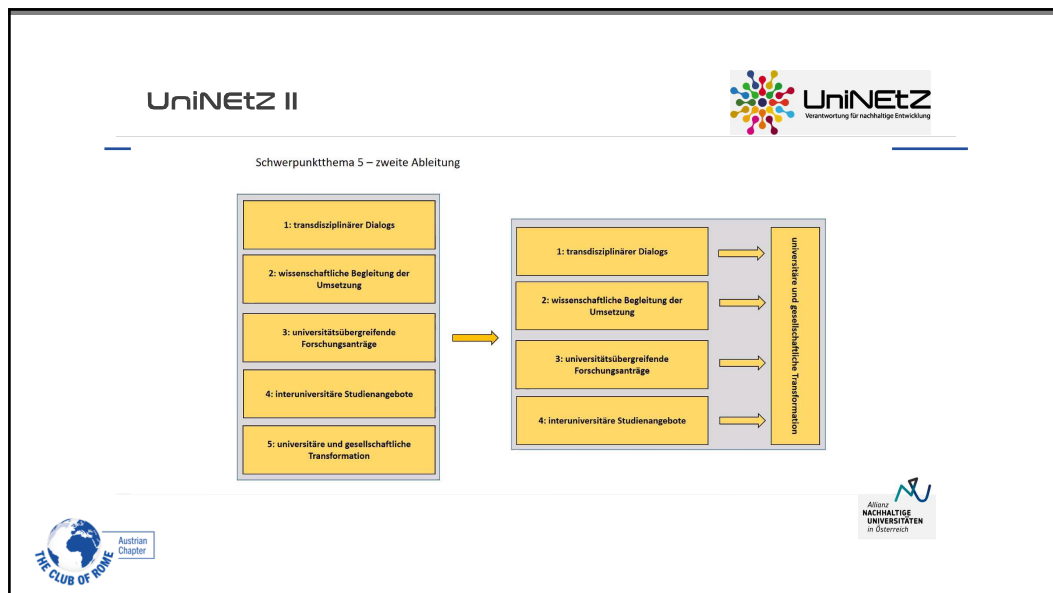 UniNEtZ II
UniNEtZ
Verantwortung für nachhaltige Entwicklung
Schwerpunktthema 5 – zweite Ableitung
1: transdisziplinärer Dialogs
2: wissenschaftliche Begleitung der
Umsetzung
3: universitätsübergreifende
Forschungsanträge
4: interuniversitäre Studienangebote
5: universitäre und gesellschaftliche
Transformation
1: transdisziplinärer Dialogs
2: wissenschaftliche Begleitung der
Umsetzung
3: universitätsübergreifende
Forschungsanträge
4: interuniversitäre Studienangebote
universitäre und gesellschaftliche Transformation
Allianz
NACHHALTIGE
UNIVERSITÄTEN
in Österreich
THE CLUB OF ROME
Austrian
Chapter